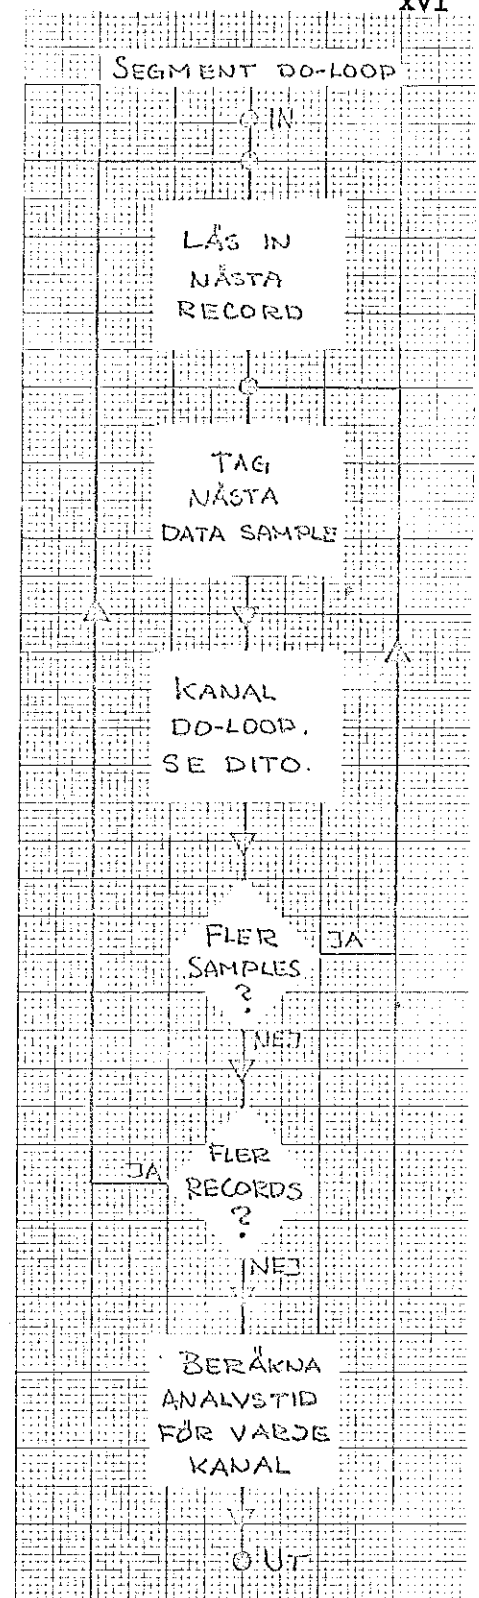 XVI
SEGMENT DO-LOOP
IN
LÄS IN
NÄSTA
RECORD
TAG
NÄSTA
DATA SAMPLE
KANAL
DO-LOOP.
SE DITO.
FLER
SAMPLES
?
JA
NEJ
FLER
RECORDS
?
JA
NEJ
BERÄKNA
ANALYSTID
FÖR VARJE
KANAL
UT